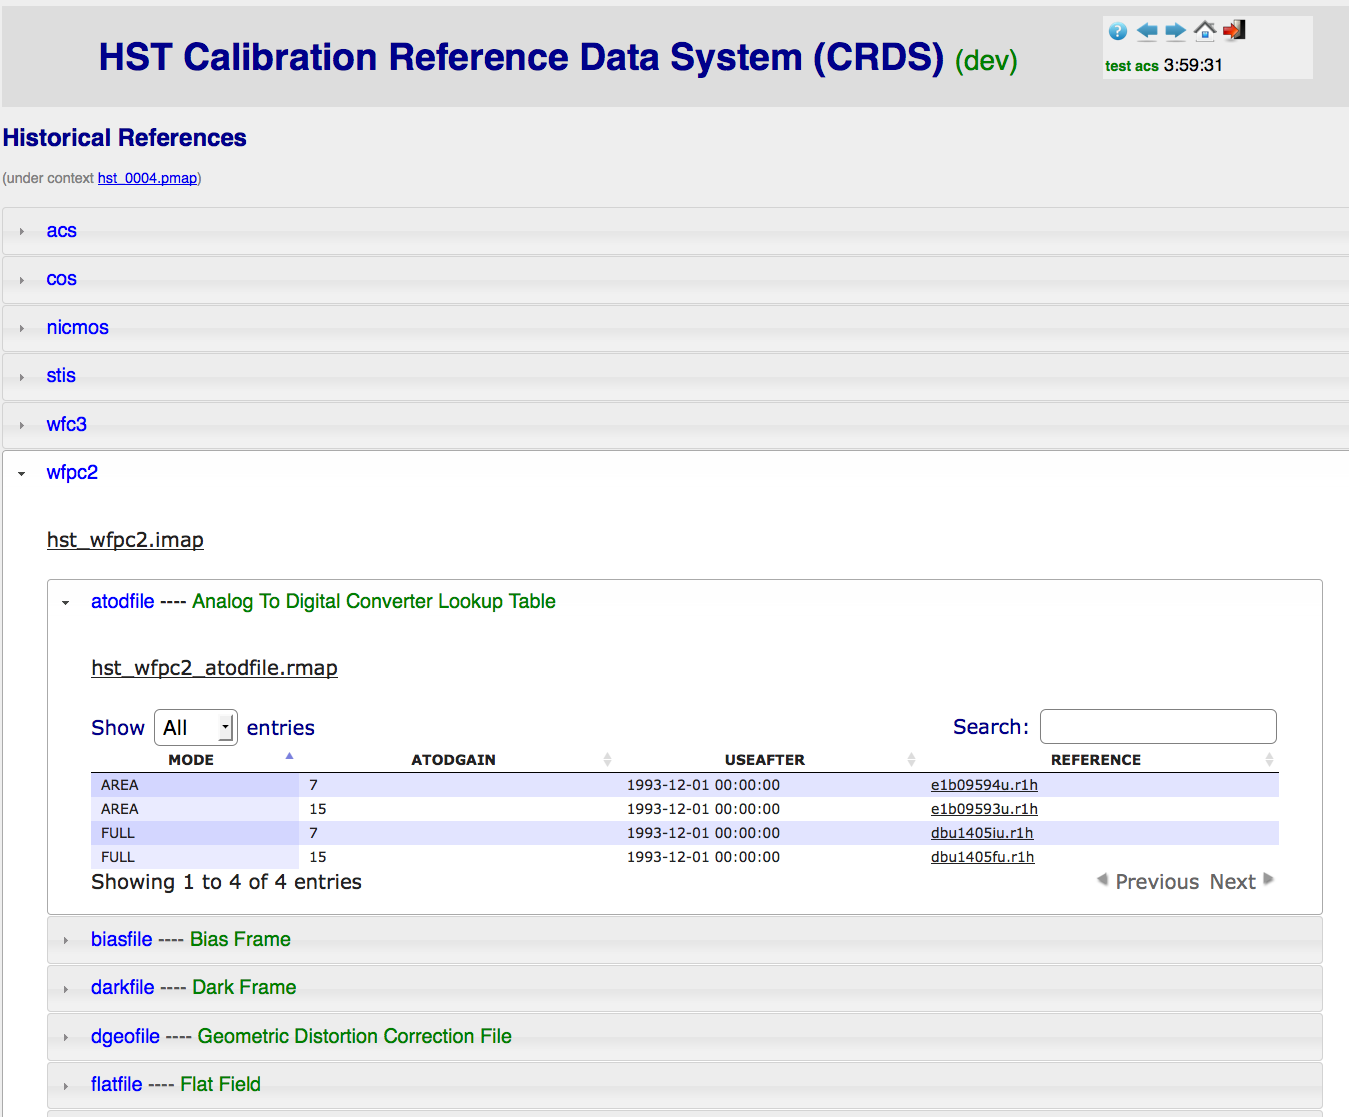 HST Calibration Reference Data System (CRDS) (dev)
test acs 3:59:31
Historical References
(under context hst_0004.pmap)
acs
cos
nicmos
stis
wfc3
wfpc2
hst_wfpc2.imap
atodfile ---- Analog To Digital Converter Lookup Table
hst_wfpc2_atodfile.rmap
Show All entries Search:
MODE ATODGAIN USEAFTER REFERENCE
AREA 7 1993-12-01 00:00:00 e1b09594u.r1h
AREA 15 1993-12-01 00:00:00 e1b09593u.r1h
FULL 7 1993-12-01 00:00:00 dbu1405iu.r1h
FULL 15 1993-12-01 00:00:00 dbu1405fu.r1h
Showing 1 to 4 of 4 entries Previous Next
biasfile ---- Bias Frame
darkfile ---- Dark Frame
dgeofile ---- Geometric Distortion Correction File
flatfile ---- Flat Field